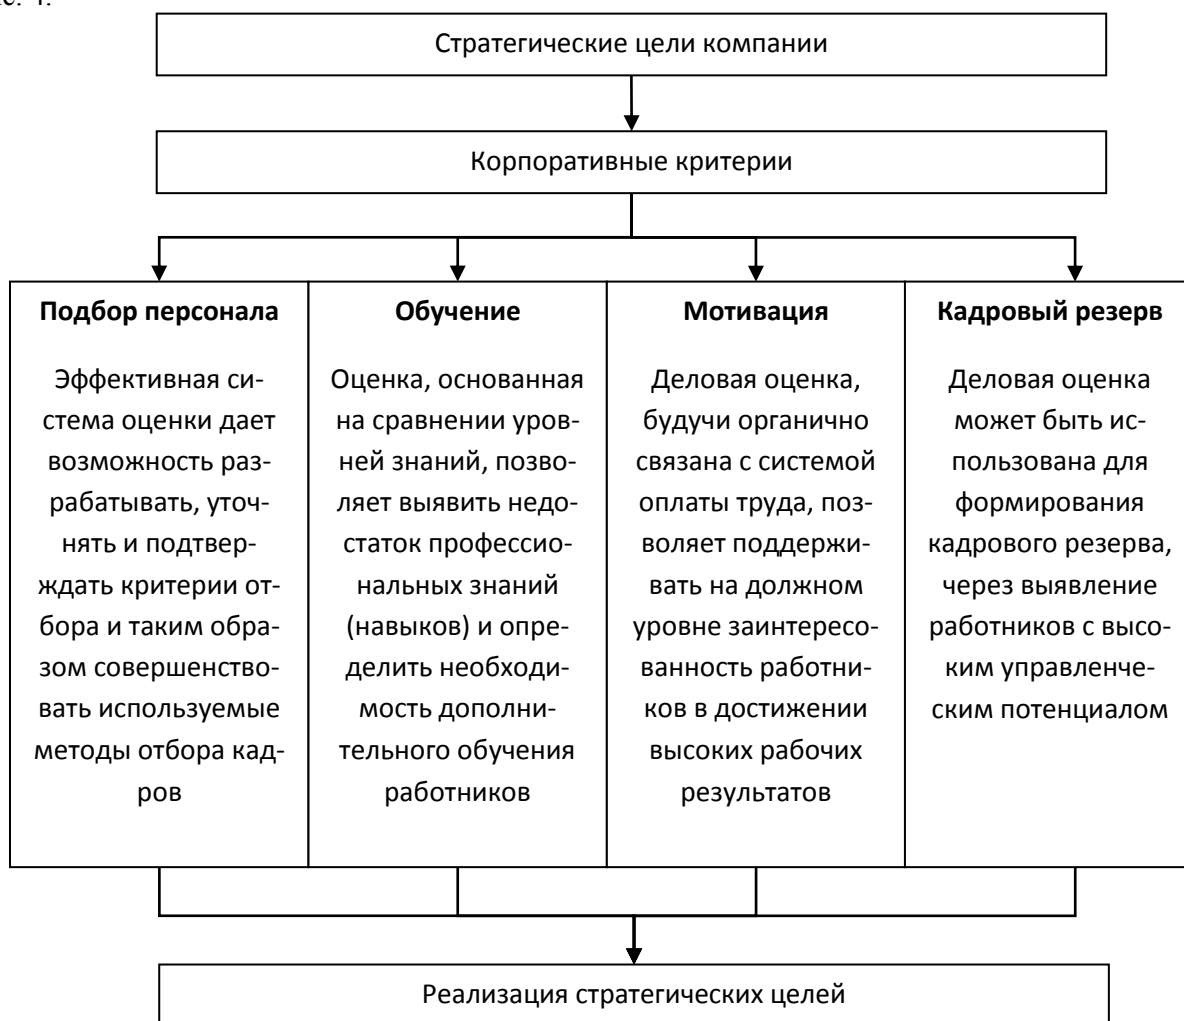 Стратегические цели компании
Корпоративные критерии
Подбор персонала
Эффективная си-
стема оценки дает
возможность раз-
рабатывать, уточ-
нять и подтвер-
ждать критерии от-
бора и таким обра-
зом совершенство-
вать используемые
методы отбора кад-
ров
Обучение
Оценка, основанная
на сравнении уров-
ней знаний, позво-
ляет выявить недо-
статок профессио-
нальных знаний
(навыков) и опре-
делить необходи-
мость дополни-
тельного обучения
работников
Мотивация
Деловая оценка,
будучи органично
связана с системой
оплаты труда, поз-
воляет поддержи-
вать на должном
уровне заинтересо-
ванность работни-
ков в достижении
высоких рабочих
результатов
Кадровый резерв
Деловая оценка
может быть ис-
пользована для
формирования
кадрового резерва,
через выявление
работников с высо-
ким управленче-
ским потенциалом
Реализация стратегических целей